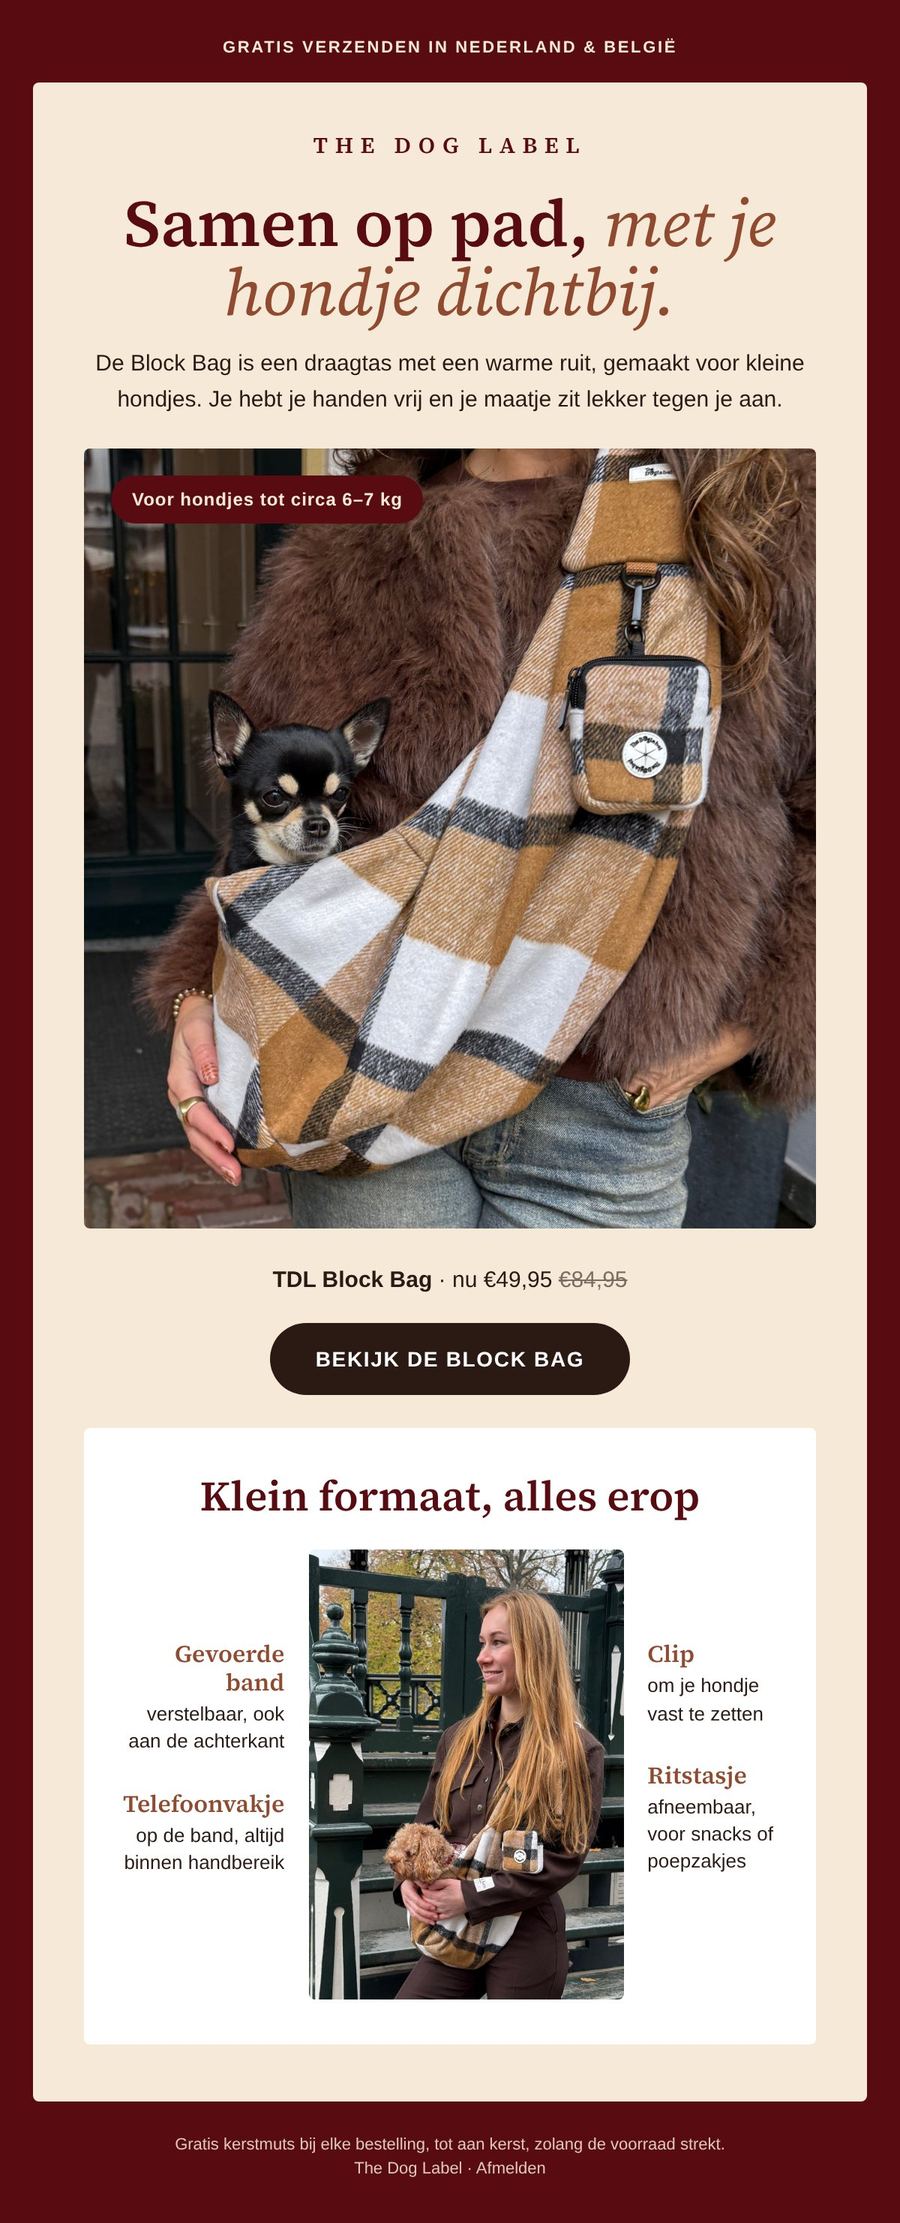 GRATIS VERZENDEN IN NEDERLAND & BELGIË
THE DOG LABEL
Samen op pad, met je
hondje dichtbij.
De Block Bag is een draagtas met een warme ruit, gemaakt voor kleine
hondjes. Je hebt je handen vrij en je maatje zit lekker tegen je aan.
Voor hondjes tot circa 6–7 kg
TDL Block Bag · nu €49,95 €84,95
BEKIJK DE BLOCK BAG
Klein formaat, alles erop
Gevoerde
band
verstelbaar, ook
aan de achterkant
Telefoonvakje
op de band, altijd
binnen handbereik
Clip
om je hondje
vast te zetten
Ritstasje
afneembaar,
voor snacks of
poepzakjes
Gratis kerstmuts bij elke bestelling, tot aan kerst, zolang de voorraad strekt.
The Dog Label · Afmelden